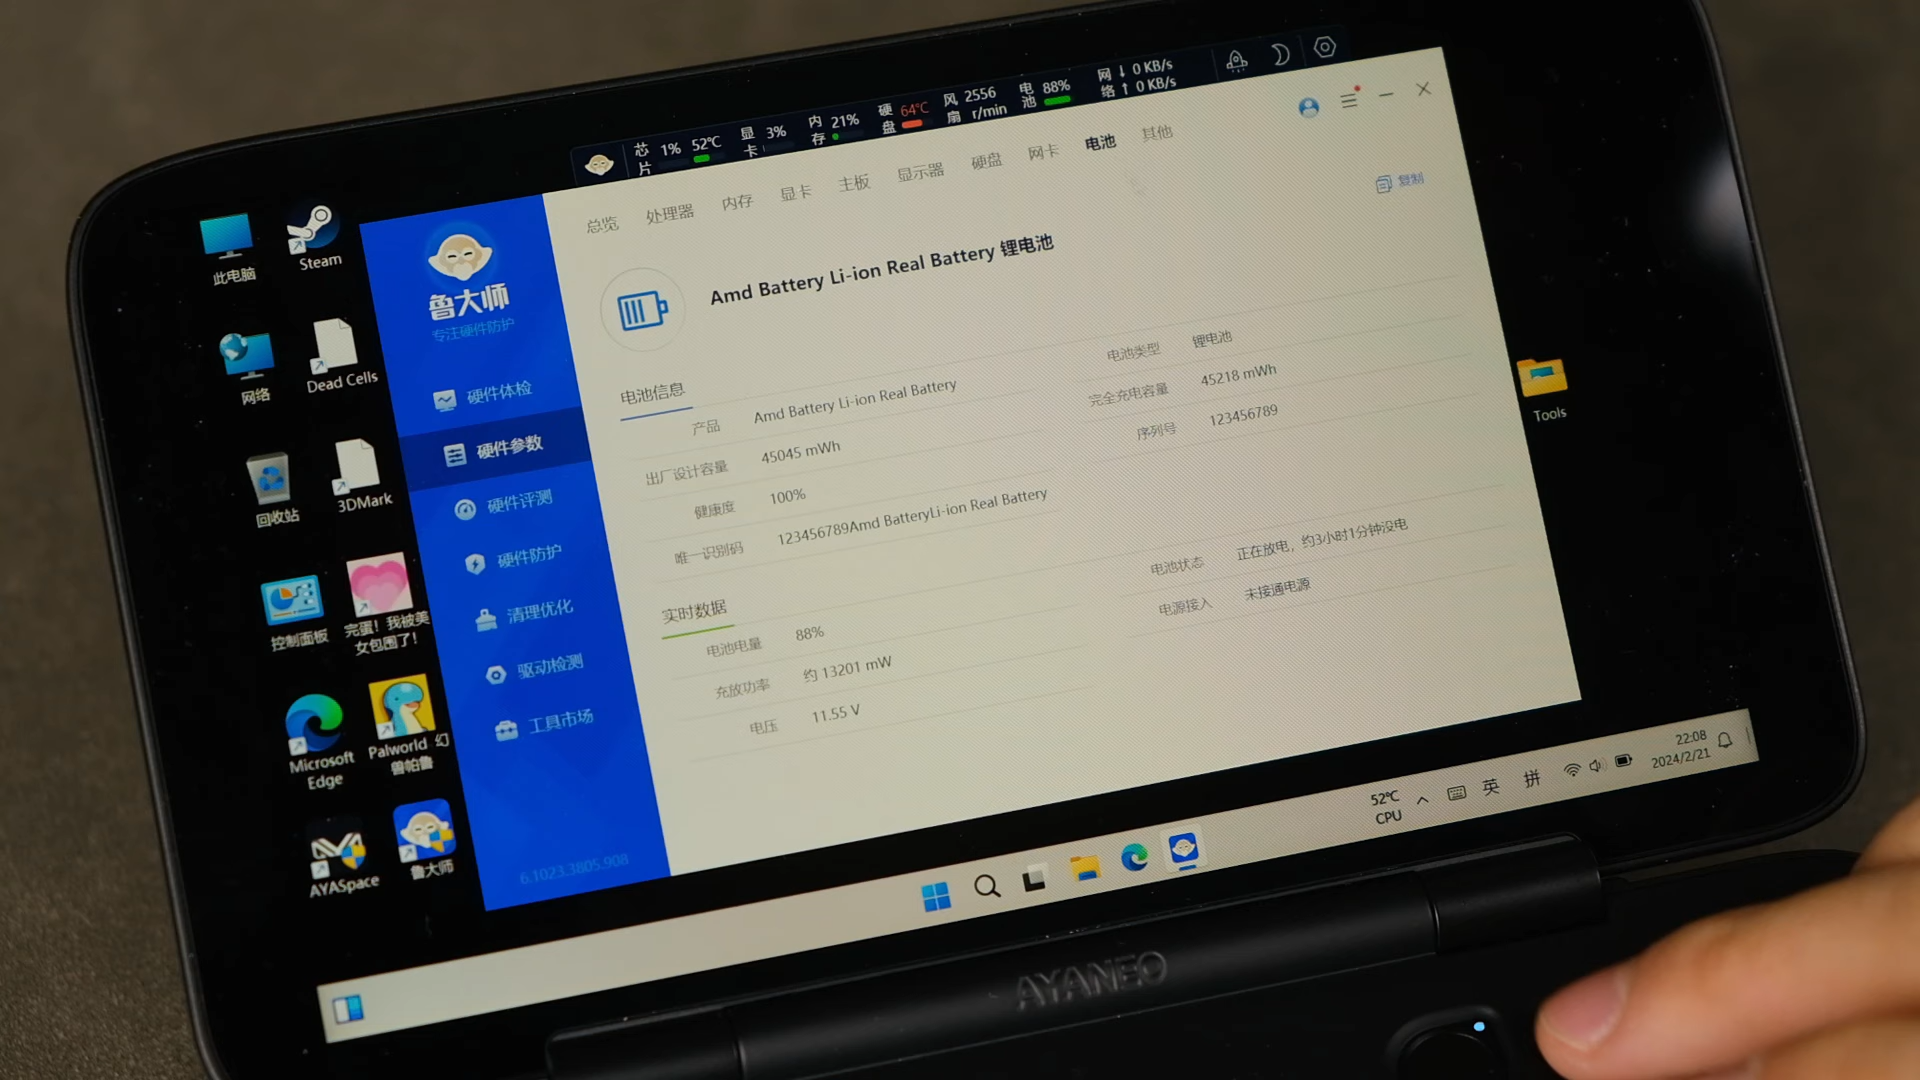 芯片 1% 52℃ 显卡 3% 内存 21% 硬盘 64℃ 风扇 2556 r/min 电池 88% 网络 ↓ 0 KB/s ↑ 0 KB/s
总览 处理器 内存 显卡 主板 显示器 硬盘 网卡 电池 其他
复制
Amd Battery Li-ion Real Battery 锂电池
电池信息
产品 Amd Battery Li-ion Real Battery
电池类型 锂电池
出厂设计容量 45045 mWh
完全充电容量 45218 mWh
健康度 100%
序列号 123456789
唯一识别码 123456789Amd BatteryLi-ion Real Battery
实时数据
电池电量 88%
电池状态 正在放电，约3小时1分钟没电
充放功率 约 13201 mW
电源接入 未接通电源
电压 11.55 V
鲁大师
专注硬件防护
硬件体检
硬件参数
硬件评测
硬件防护
清理优化
驱动检测
工具市场
6.1023.3805.908
此电脑
Steam
网络
Dead Cells
回收站
3DMark
控制面板
完蛋！我被美
女包围了！
Microsoft
Edge
Palworld 幻
兽帕鲁
AYASpace
鲁大师
Tools
52℃
CPU
英 拼
22:08
2024/2/21
AYANEO